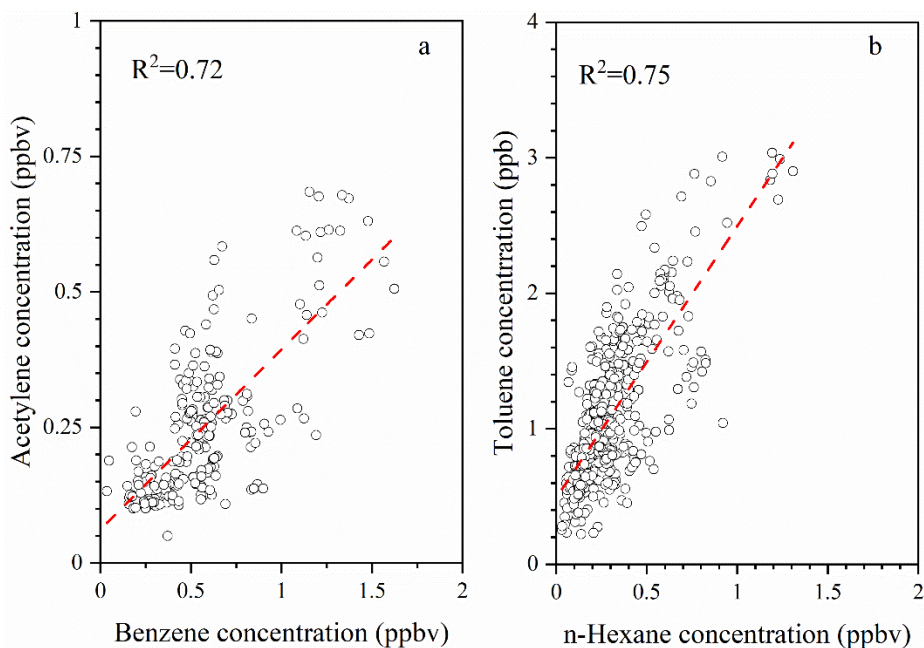 a
R²=0.72
Acetylene concentration (ppbv)
1
0.75
0.5
0.25
0
0 0.5 1 1.5 2
Benzene concentration (ppbv)
b
R²=0.75
Toluene concentrration (ppb)
4
3
2
1
0
0 0.5 1 1.5 2
n-Hexane concentration (ppbv)